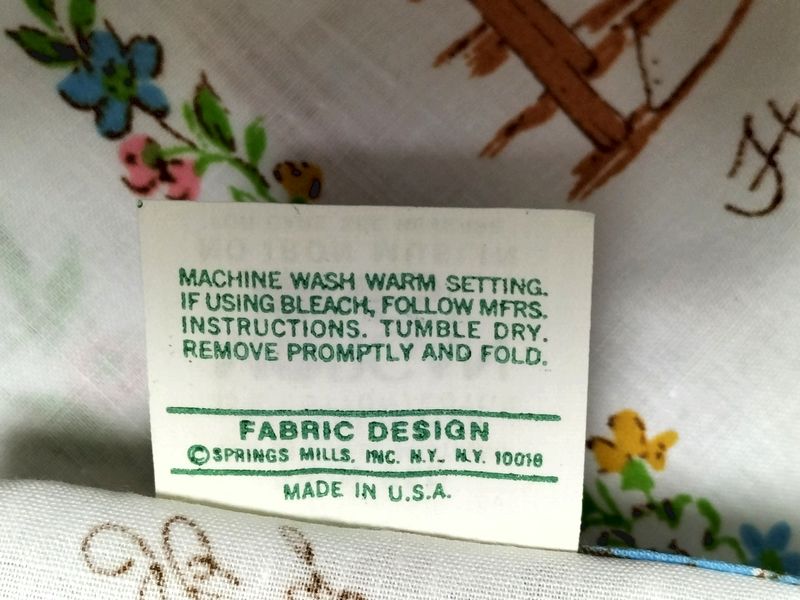 MACHINE WASH WARM SETTING.
IF USING BLEACH, FOLLOW MFRS.
INSTRUCTIONS. TUMBLE DRY.
REMOVE PROMPTLY AND FOLD.
FABRIC DESIGN
©SPRINGS MILLS, INC. N.Y., N.Y. 10018
MADE IN U.S.A.